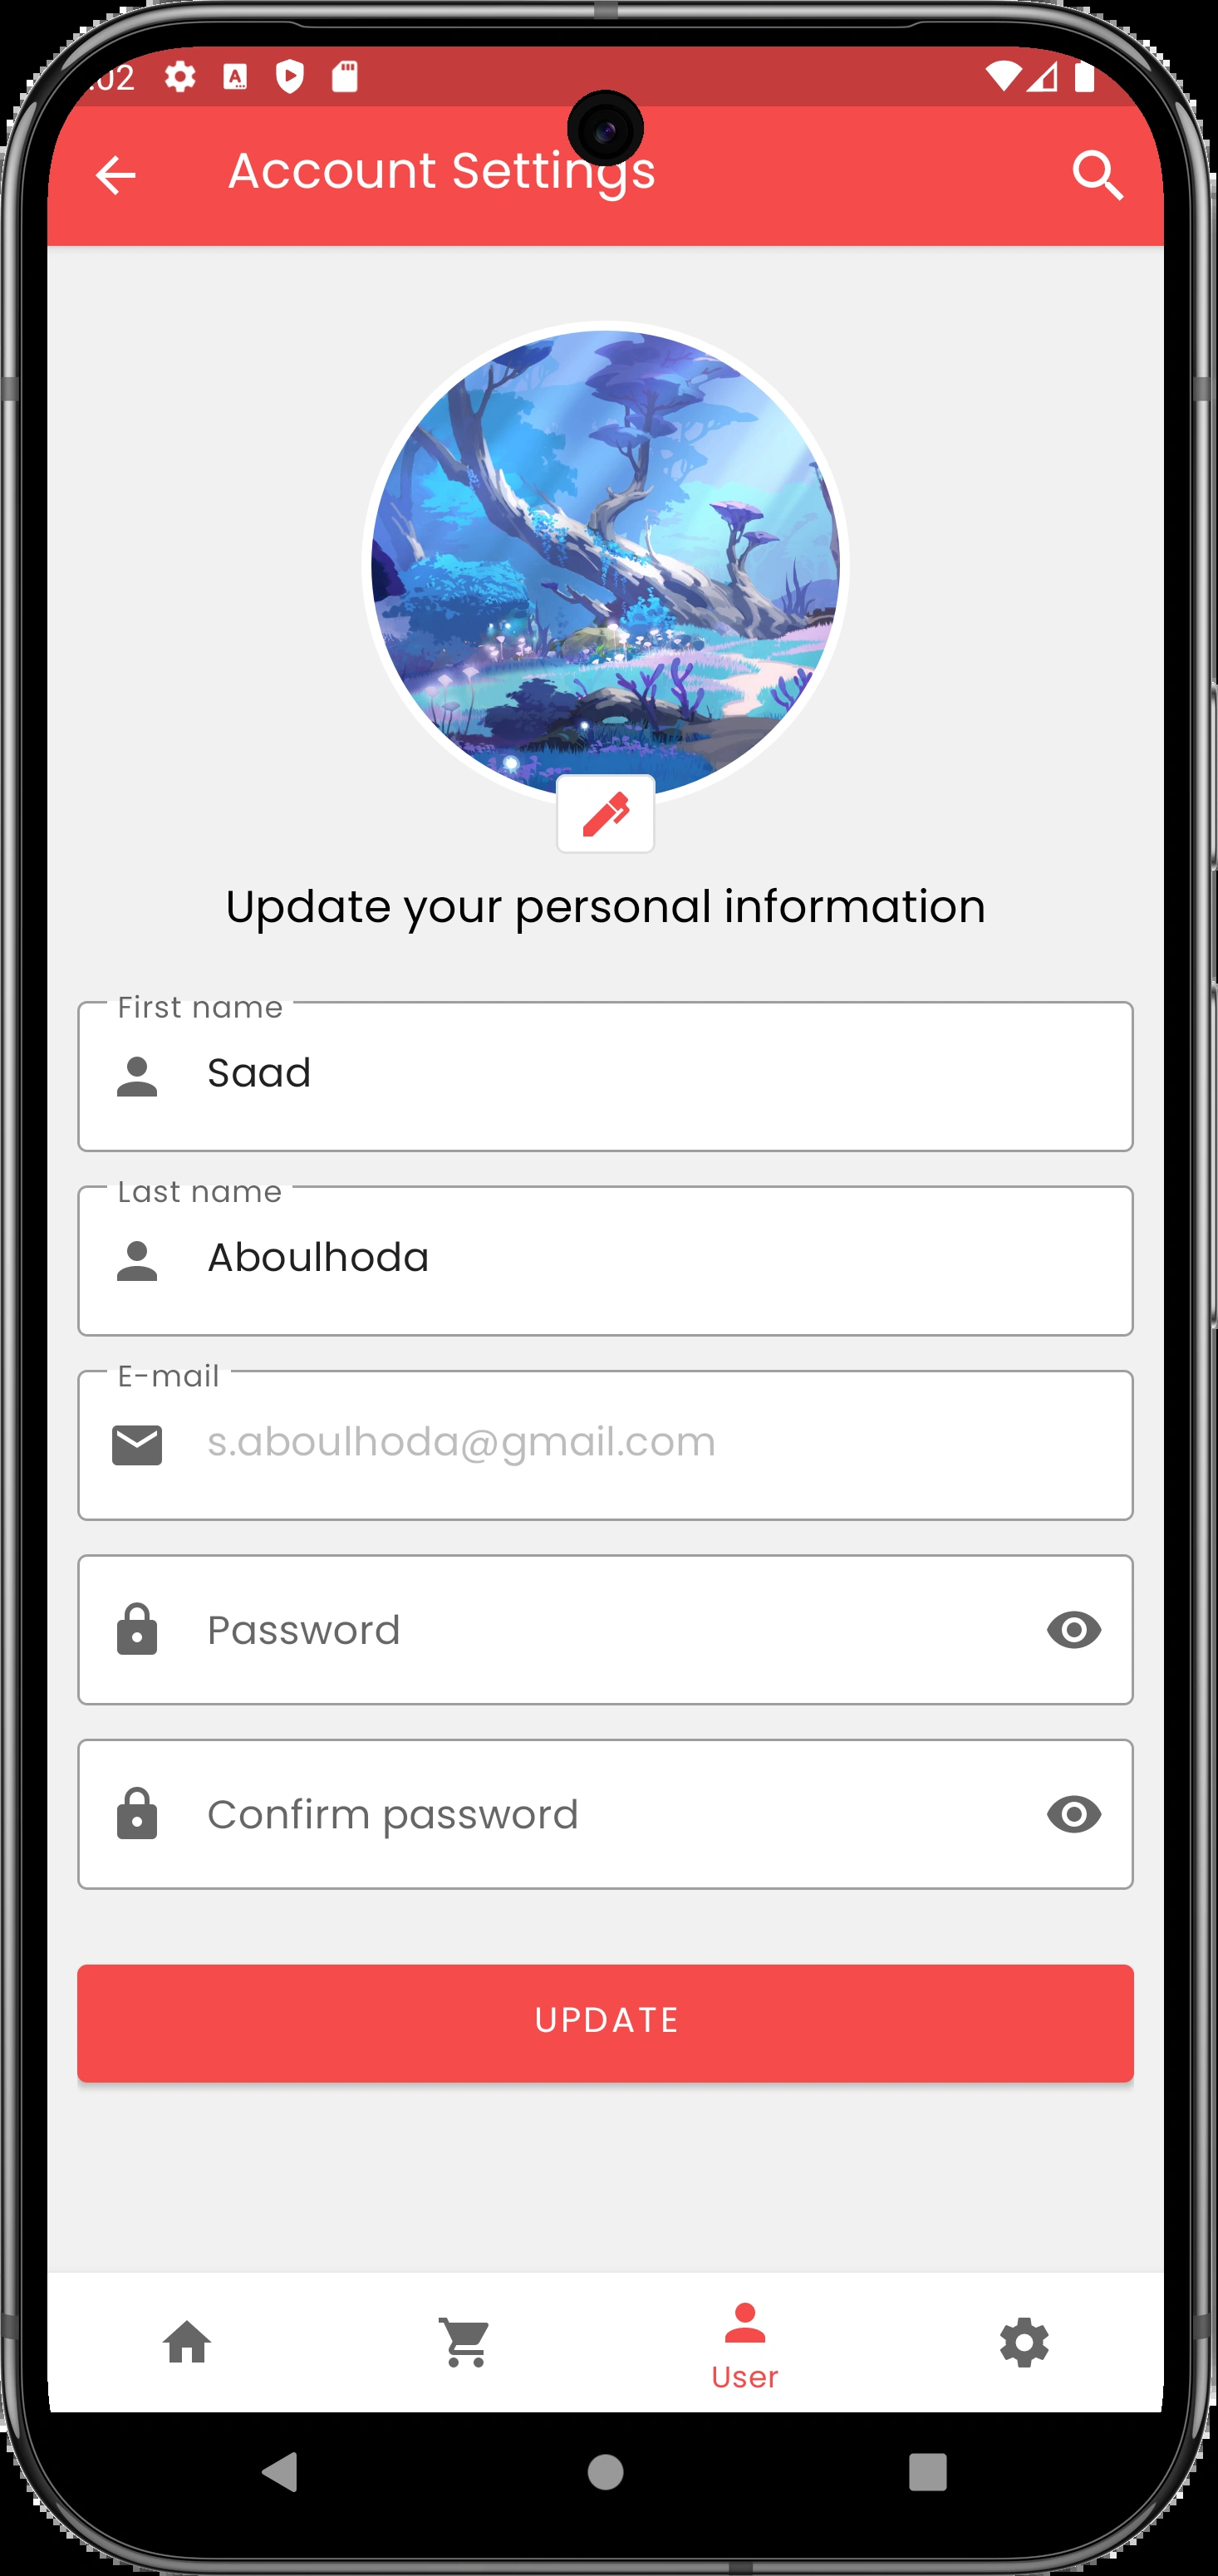 :02
Account Settings
Update your personal information
First name
Saad
Last name
Aboulhoda
E-mail
s.aboulhoda@gmail.com
Password
Confirm password
UPDATE
User